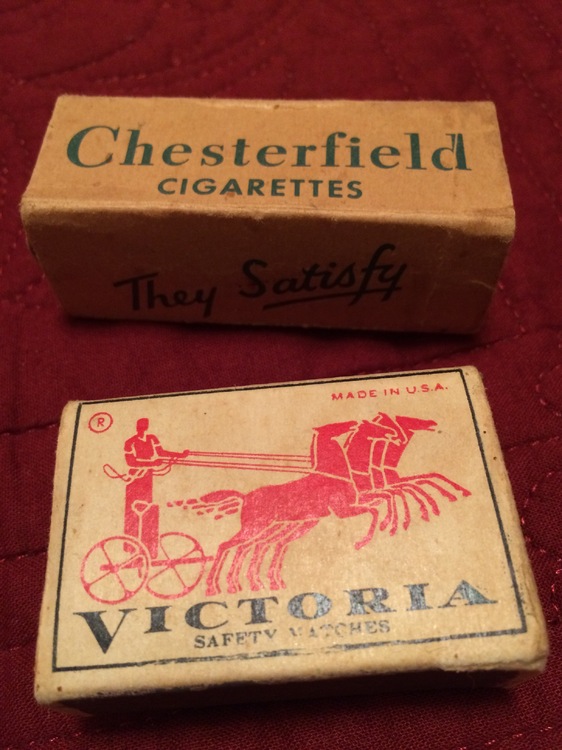 Chesterfield
CIGARETTES
They Satisfy
MADE IN U.S.A.
®
VICTORIA
SAFETY MATCHES